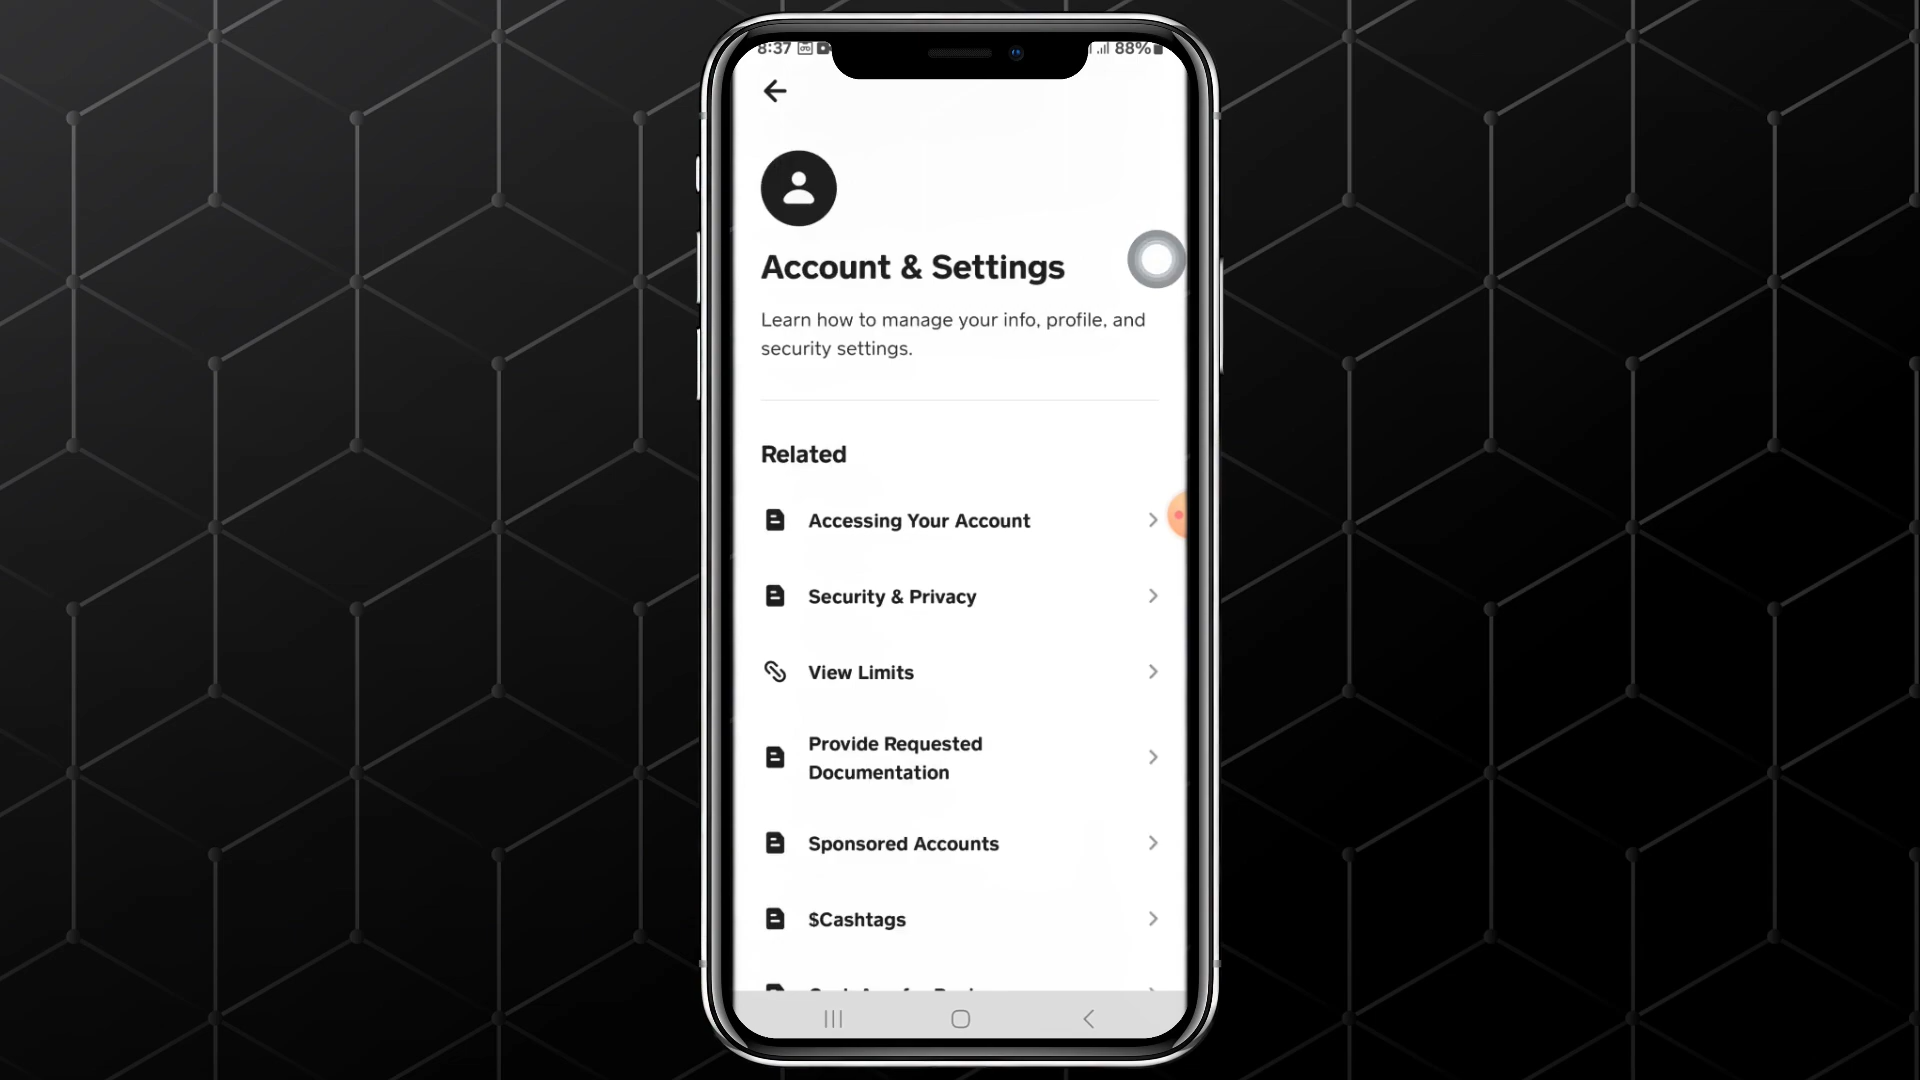 8:37
88%
Account & Settings
Learn how to manage your info, profile, and
security settings.
Related
Accessing Your Account
Security & Privacy
View Limits
Provide Requested
Documentation
Sponsored Accounts
$Cashtags